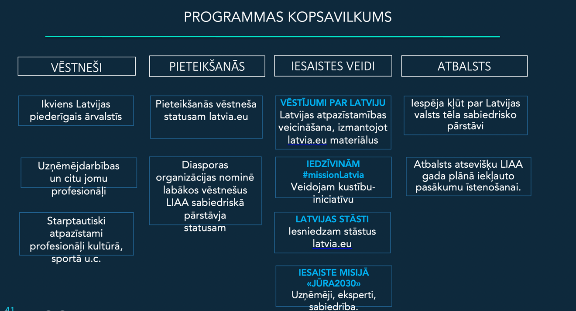 PROGRAMMAS KOPSAVILKUMS
VĒSTNEŠI
Ikviens Latvijas
piederīgais ārvalstīs
Uzņēmējdarbības
un citu jomu
profesionāļi
Starptautiski
atpazīstami
profesionāļi kultūrā,
sportā u.c.
PIETEIKŠANĀS
Pieteikšanās vēstneša
statusam latvia.eu
Diasporas
organizācijas nominē
labākos vēstnešus
LIAA sabiedriskā
pārstāvja
statusam
IESAISTES VEIDI
VĒSTĪJUMI PAR LATVIJU
Latvijas atpazīstamības
veicināšana, izmantojot
latvia.eu materiālus
IEDZĪVINĀM
#missionLatvia
Veidojam kustību-
iniciatīvu
LATVIJAS STĀSTI
Iesniedzam stāstus
latvia.eu
IESAISTE MISIJĀ
«JŪRA2030»
Uzņēmēji, eksperti,
sabiedrība.
ATBALSTS
Iespēja kļūt par Latvijas
valsts tēla sabiedrisko
pārstāvi
Atbalsts atsevišķu LIAA
gada plānā iekļauto
pasākumu īstenošanai.
41